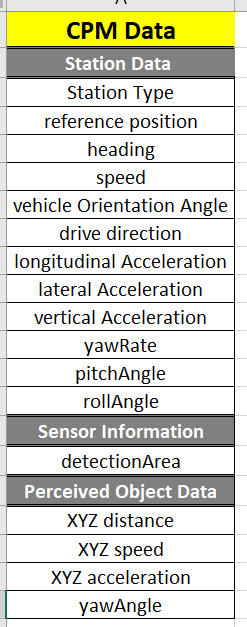 CPM Data
Station Data
Station Type
reference position
heading
speed
vehicle Orientation Angle
drive direction
longitudinal Acceleration
lateral Acceleration
vertical Acceleration
yawRate
pitchAngle
rollAngle
Sensor Information
detectionArea
Perceived Object Data
XYZ distance
XYZ speed
XYZ acceleration
yawAngle